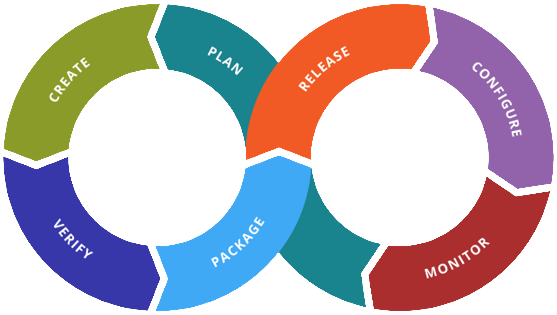 CREATE
PLAN
RELEASE
CONFIGURE
VERIFY
PACKAGE
MONITOR